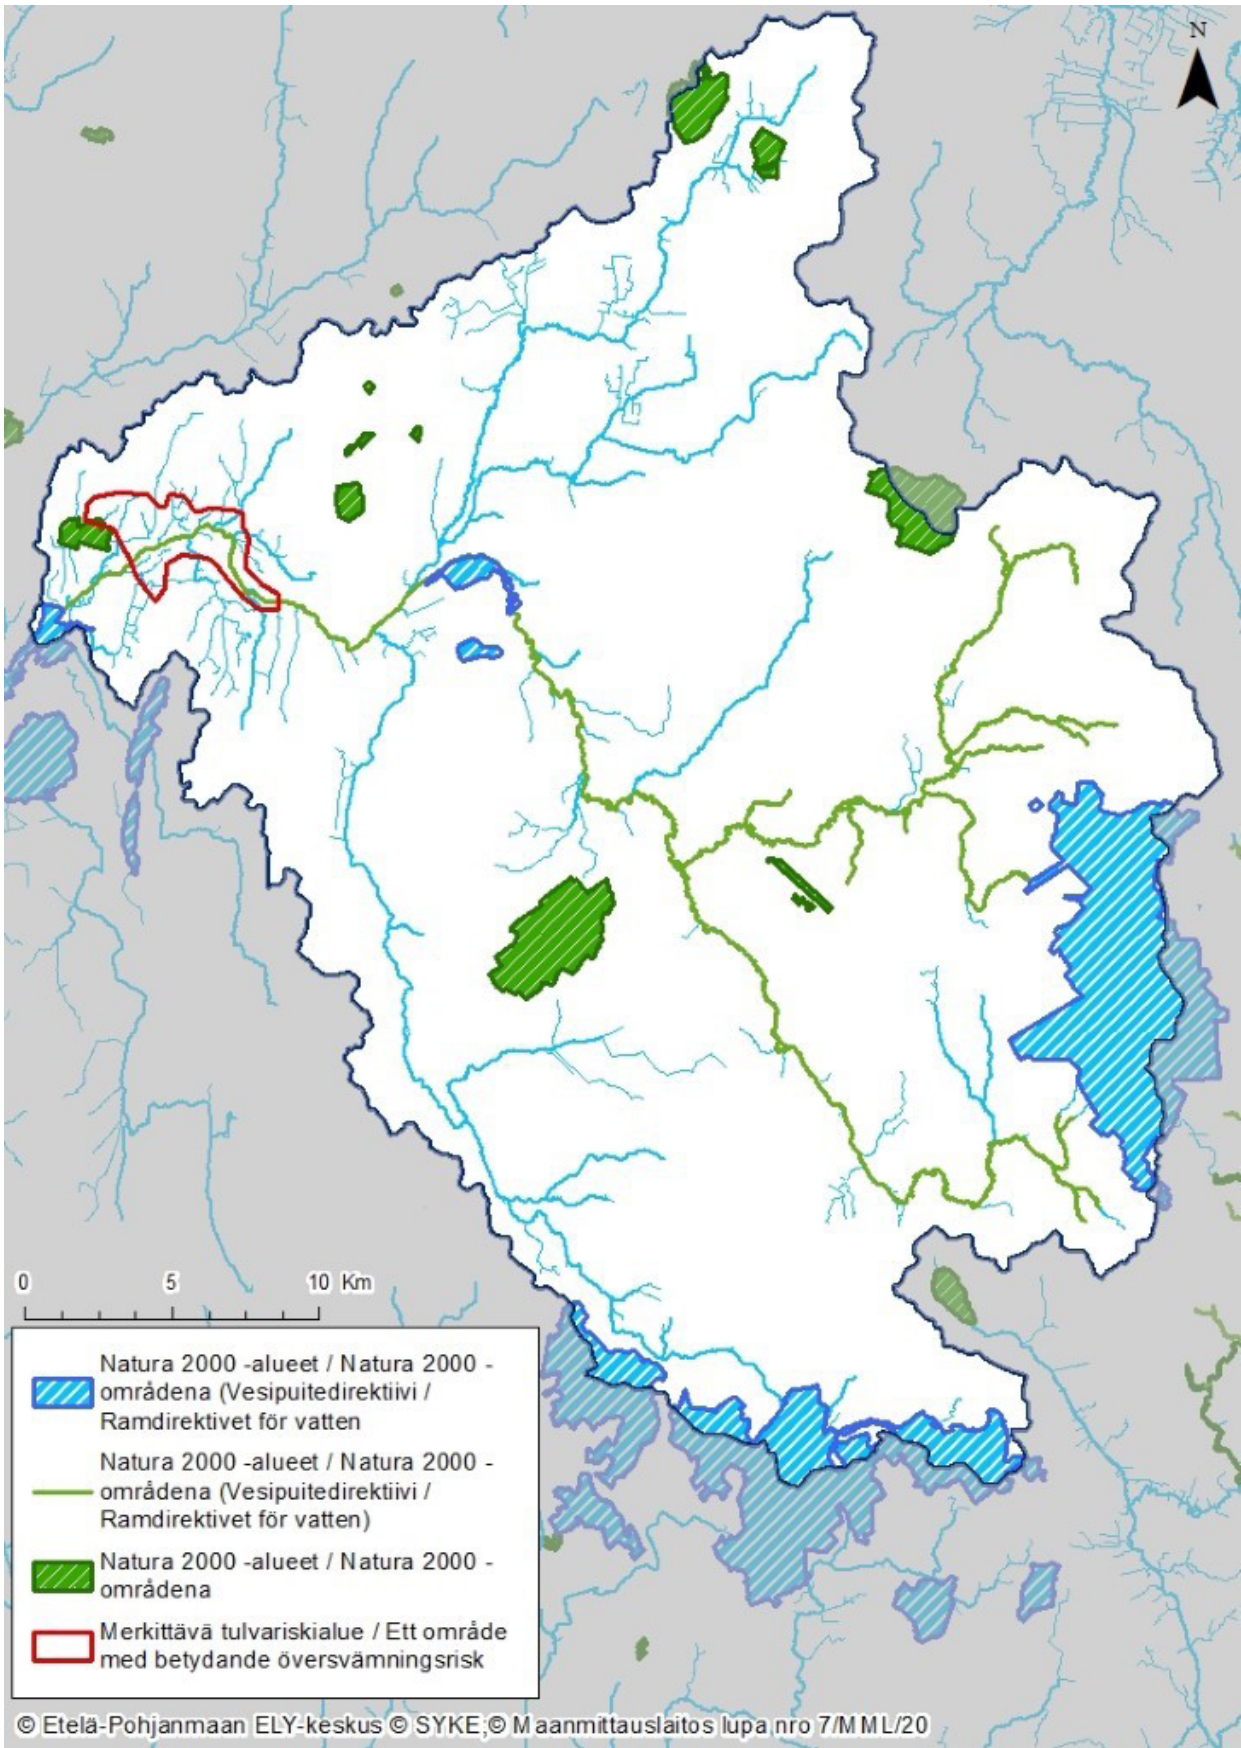 N
0 5 10 Km
Natura 2000 -alueet / Natura 2000 -
områdena (Vesipuitedirektiivi /
Ramdirektivet för vatten
Natura 2000 -alueet / Natura 2000 -
områdena (Vesipuitedirektiivi /
Ramdirektivet för vatten)
Natura 2000 -alueet / Natura 2000 -
områdena
Merkittävä tulvariskialue / Ett område
med betydande översvämningsrisk
© Etelä-Pohjanmaan ELY-keskus © SYKE;© Maanmittauslaitos lupa nro 7/MML/20